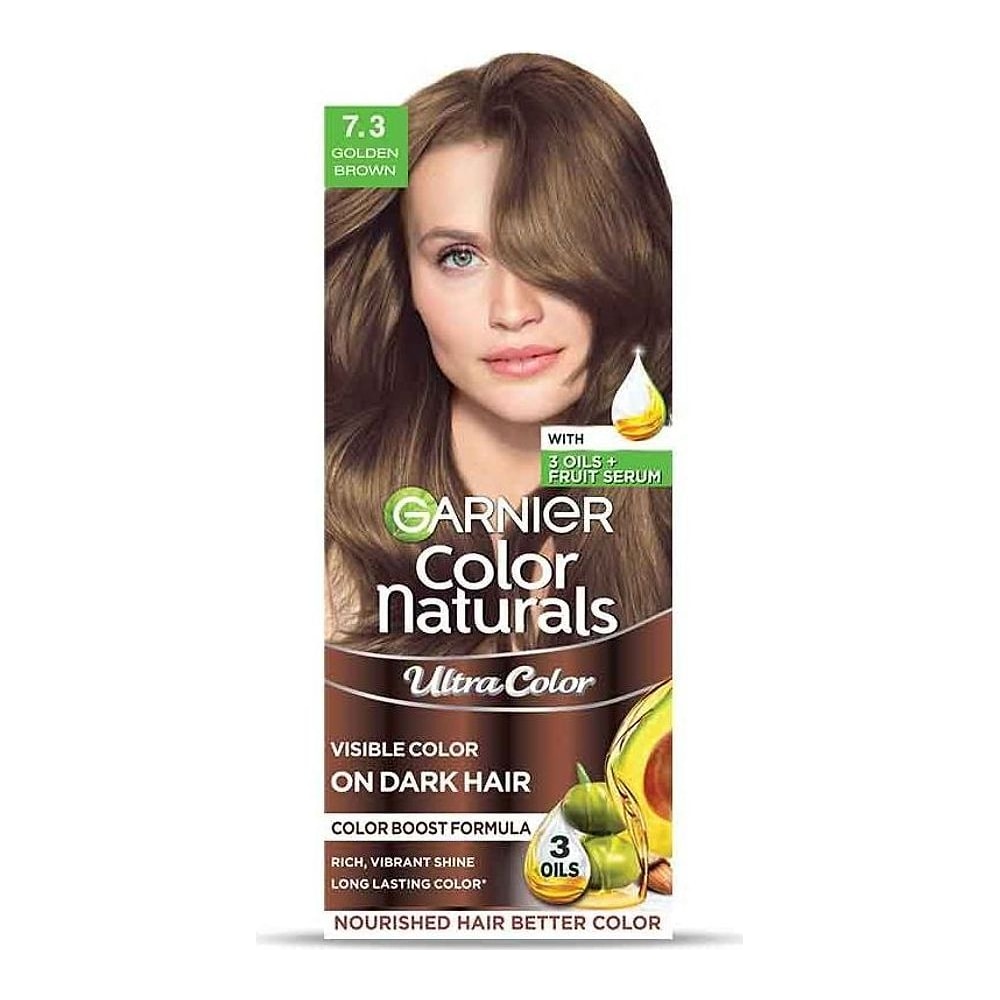 7.3
GOLDEN
BROWN
WITH
3 OILS +
FRUIT SERUM
GARNIER
Color
Naturals
Ultra Color
VISIBLE COLOR
ON DARK HAIR
COLOR BOOST FORMULA
3
OILS
RICH, VIBRANT SHINE
LONG LASTING COLOR*
NOURISHED HAIR BETTER COLOR